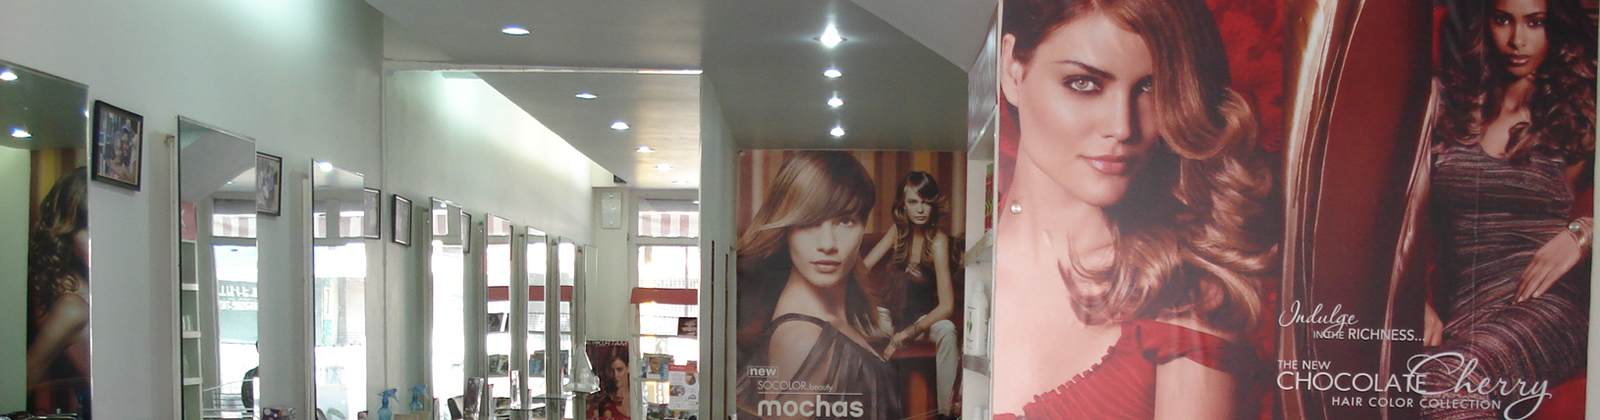 new
SOCOLOR.beauty
mochas
Indulge
IN THE RICHNESS...
THE NEW
CHOCOLATE Cherry
HAIR COLOR COLLECTION